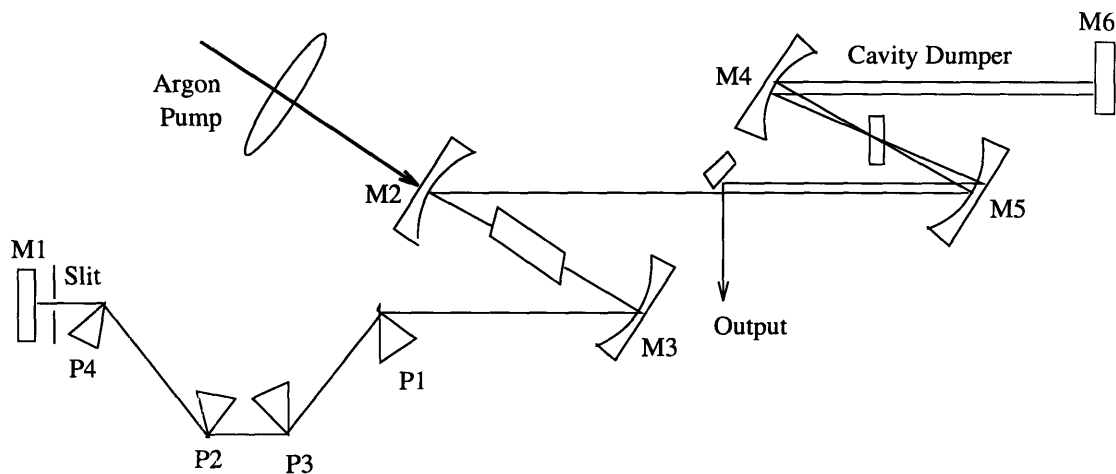 M6
Cavity Dumper
M4
Argon
Pump
M2
M5
M1
Slit
Output
M3
P4
P1
P2
P3